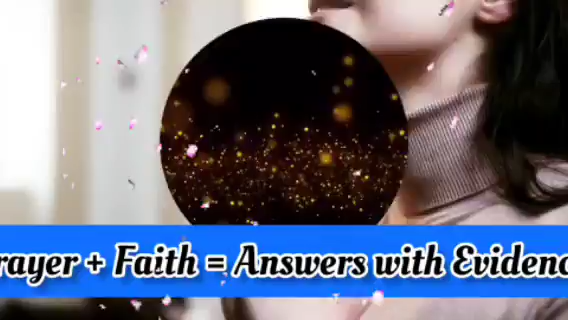 rayer + Faith = Answers with Evidenc